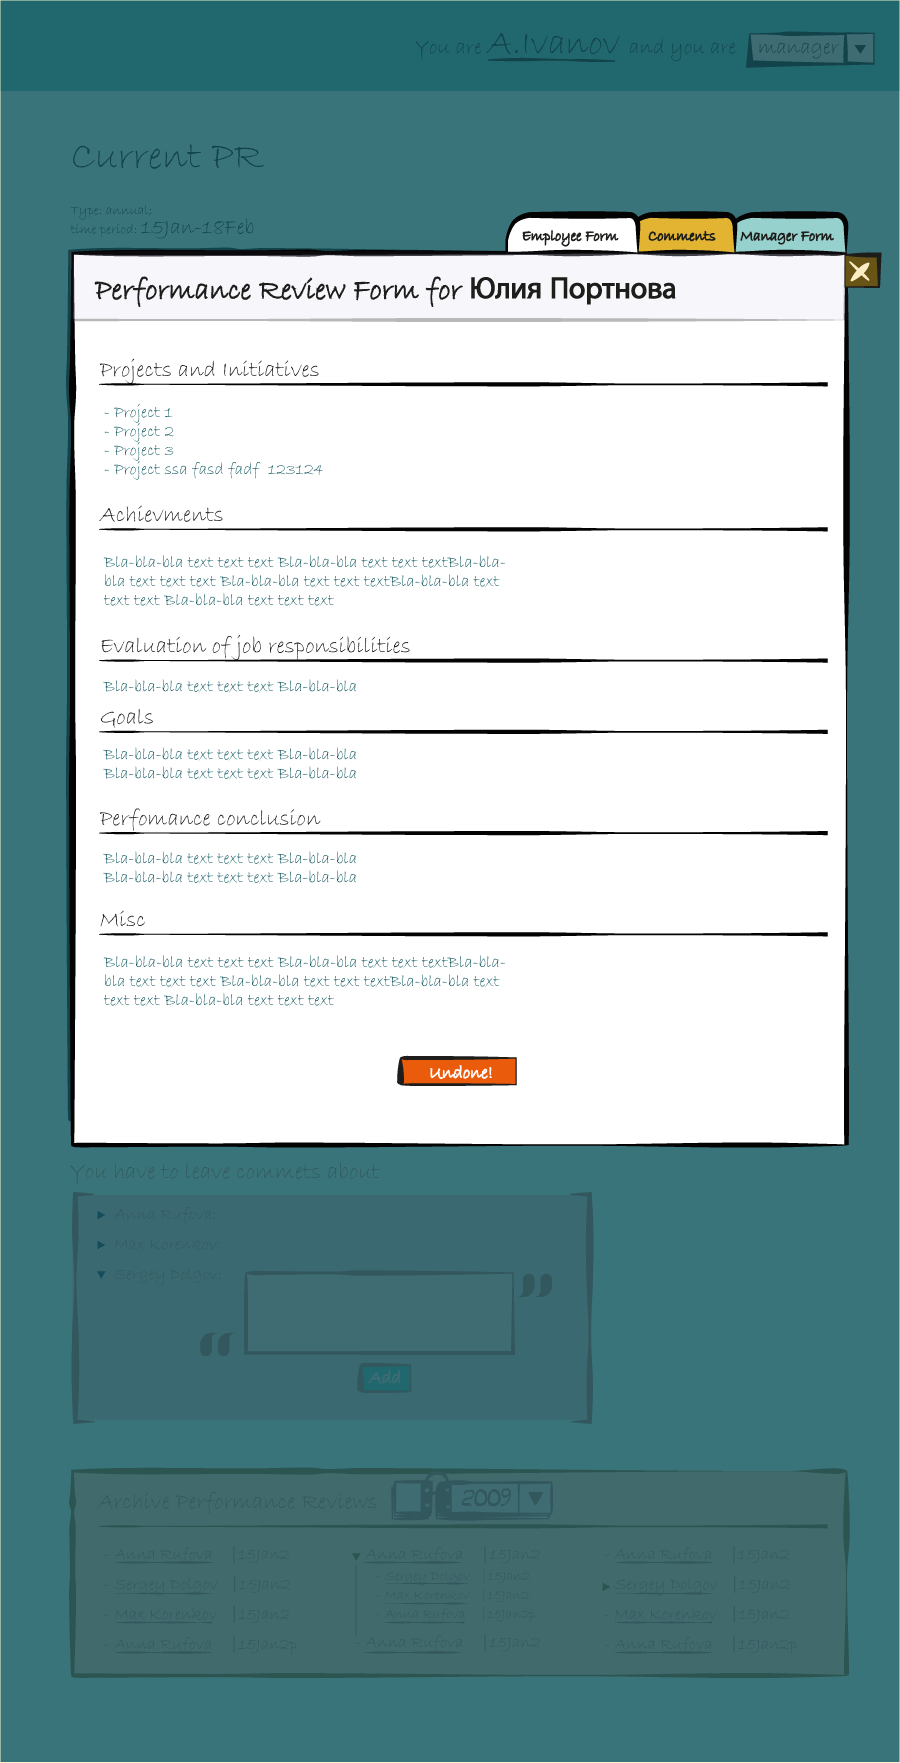 You are A.Ivanov and you are manager
Current PR
Type: annual;
time period: 15Jan-18Feb
Employee Form Comments Manager Form
Performance Review Form for Юлия Портнова
Projects and Initiatives
- Project 1
- Project 2
- Project 3
- Project ssa fasd fadf 123124
Achievments
Bla-bla-bla text text text Bla-bla-bla text text textBla-bla-
bla text text text Bla-bla-bla text text textBla-bla-bla text
text text Bla-bla-bla text text text
Evaluation of job responsibilities
Bla-bla-bla text text text Bla-bla-bla
Goals
Bla-bla-bla text text text Bla-bla-bla
Bla-bla-bla text text text Bla-bla-bla
Perfomance conclusion
Bla-bla-bla text text text Bla-bla-bla
Bla-bla-bla text text text Bla-bla-bla
Misc
Bla-bla-bla text text text Bla-bla-bla text text textBla-bla-
bla text text text Bla-bla-bla text text textBla-bla-bla text
text text Bla-bla-bla text text text
Undone!
You have to leave commets about
Anna Rufova:
Max Korenkov:
Sergey Dolgov:
“
”
Add
Archive Performance Reviews 2009
- Anna Rufova |15Jan2
- Sergey Dolgov |15Jan2
- Max Korenkov |15Jan2
- Anna Rufova |15Jan2p
Anna Rufova |15Jan2
- Sergey Dolgov |15Jan2
- Max Korenkov |15Jan2
- Anna Rufova |15Jan2p
- Anna Rufova |15Jan2
- Anna Rufova |15Jan2
Sergey Dolgov |15Jan2
- Max Korenkov |15Jan2
- Anna Rufova |15Jan2p